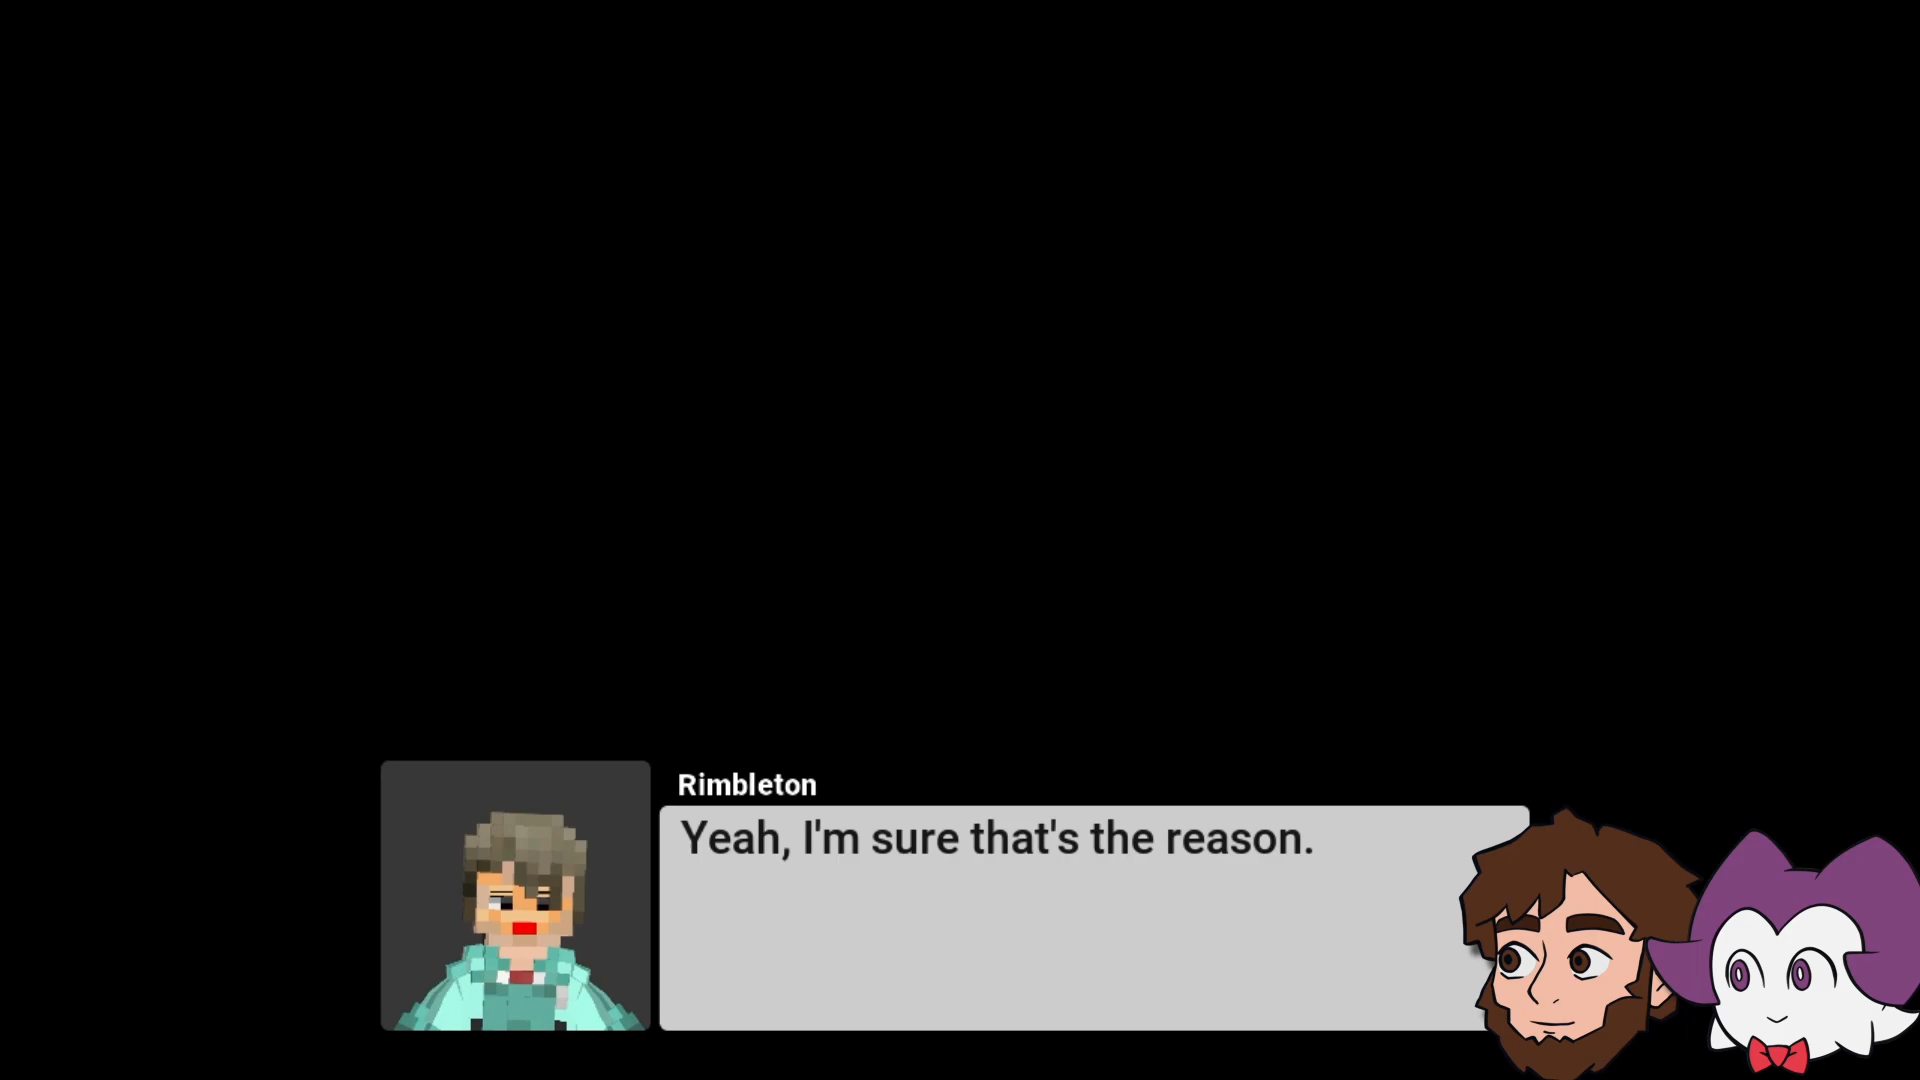 Rimbleton
Yeah, I'm sure that's the reason.